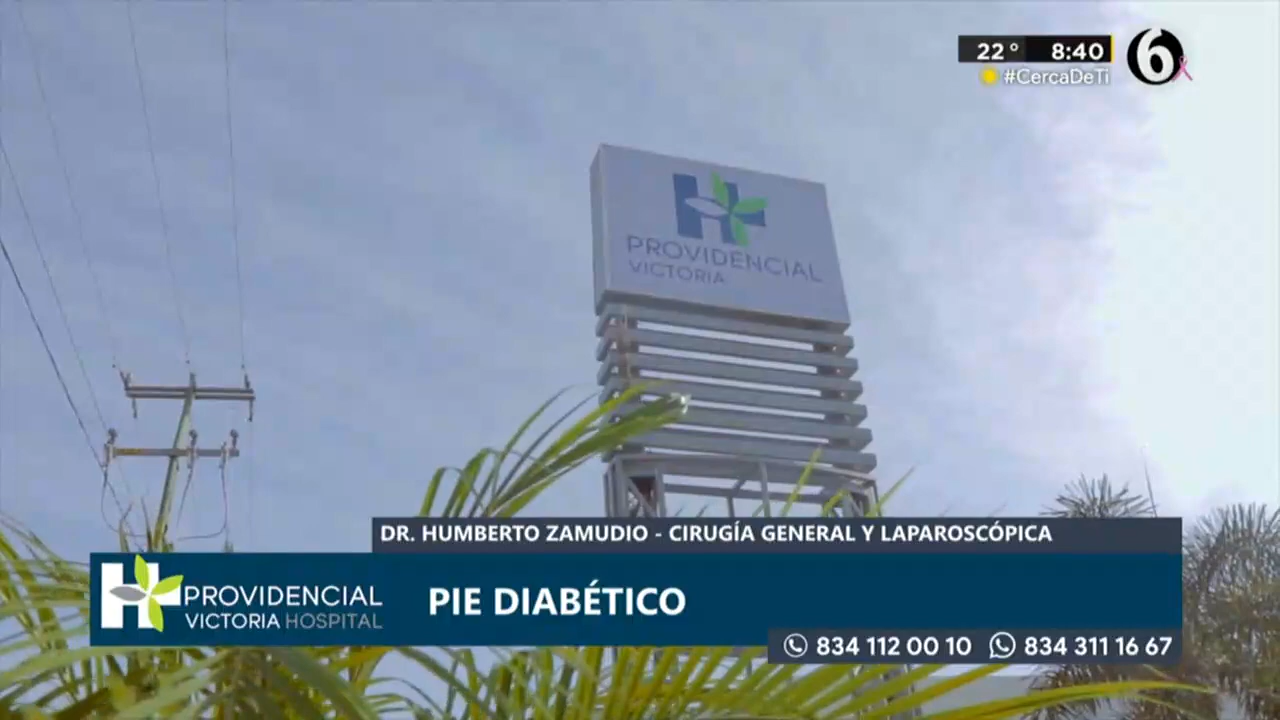 22° 8:40
#CercaDeTi
6
PROVIDENCIAL
VICTORIA
DR. HUMBERTO ZAMUDIO - CIRUGÍA GENERAL Y LAPAROSCÓPICA
H PROVIDENCIAL
VICTORIA HOSPITAL
PIE DIABÉTICO
834 112 00 10 834 311 16 67